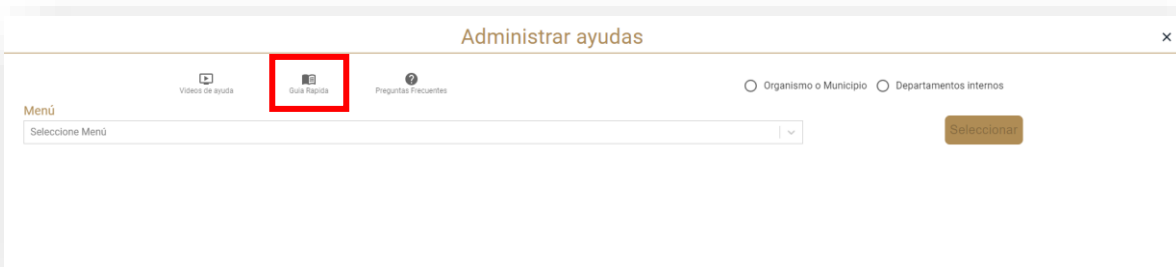 Administrar ayudas
Videos de ayuda
Guia Rapida
Preguntas Frecuentes
Organismo o Municipio
Departamentos internos
Menú
Seleccione Menú
Seleccionar